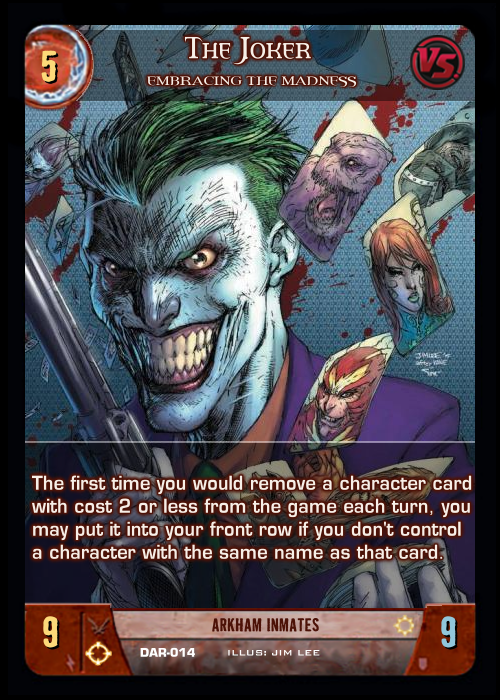 5
The Joker
VS
Embracing the Madness
The first time you would remove a character card
with cost 2 or less from the game each turn, you
may put it into your front row if you don't control
a character with the same name as that card.
9
Arkham Inmates
9
DAR-014 Illus: Jim Lee